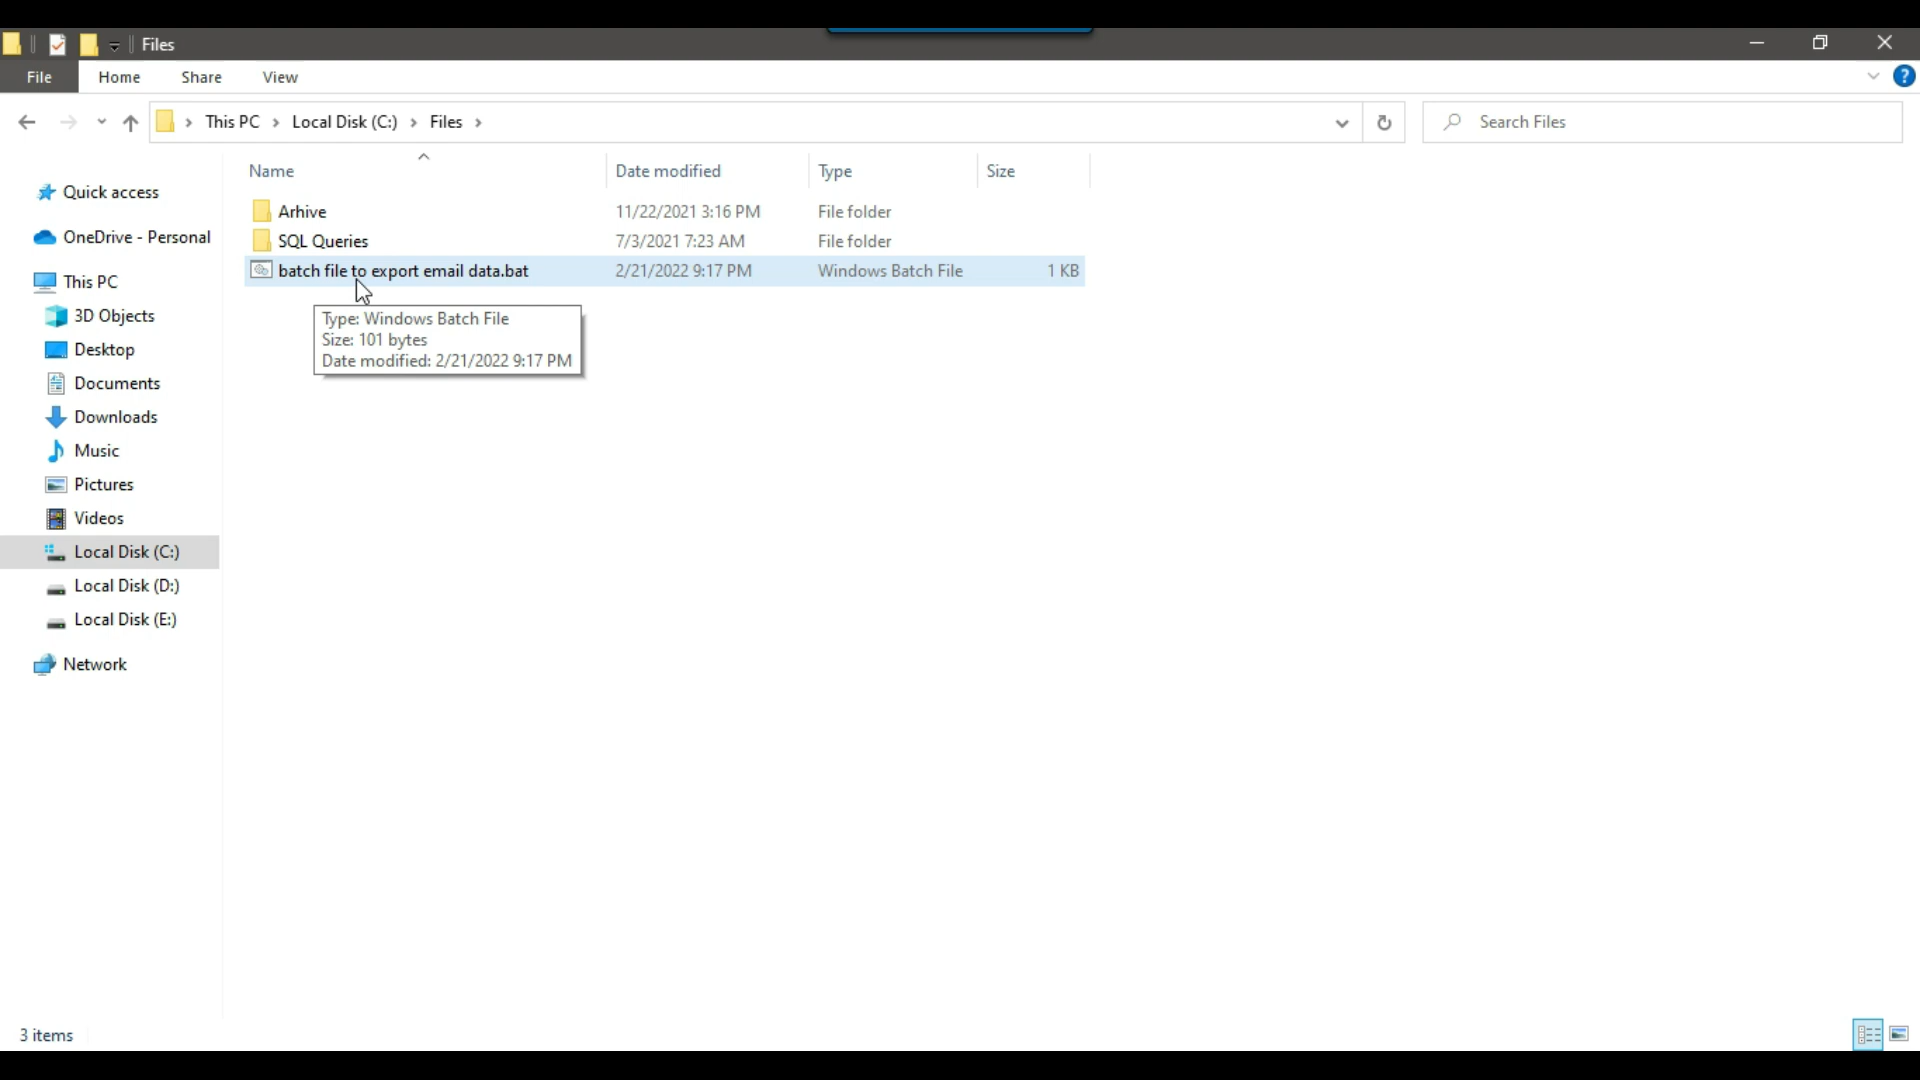 Files
File Home Share View
This PC > Local Disk (C:) > Files > Search Files
Name Date modified Type Size
Arhive 11/22/2021 3:16 PM File folder
SQL Queries 7/3/2021 7:23 AM File folder
batch file to export email data.bat 2/21/2022 9:17 PM Windows Batch File 1 KB
Type: Windows Batch File
Size: 101 bytes
Date modified: 2/21/2022 9:17 PM
Quick access
OneDrive - Personal
This PC
3D Objects
Desktop
Documents
Downloads
Music
Pictures
Videos
Local Disk (C:)
Local Disk (D:)
Local Disk (E:)
Network
3 items